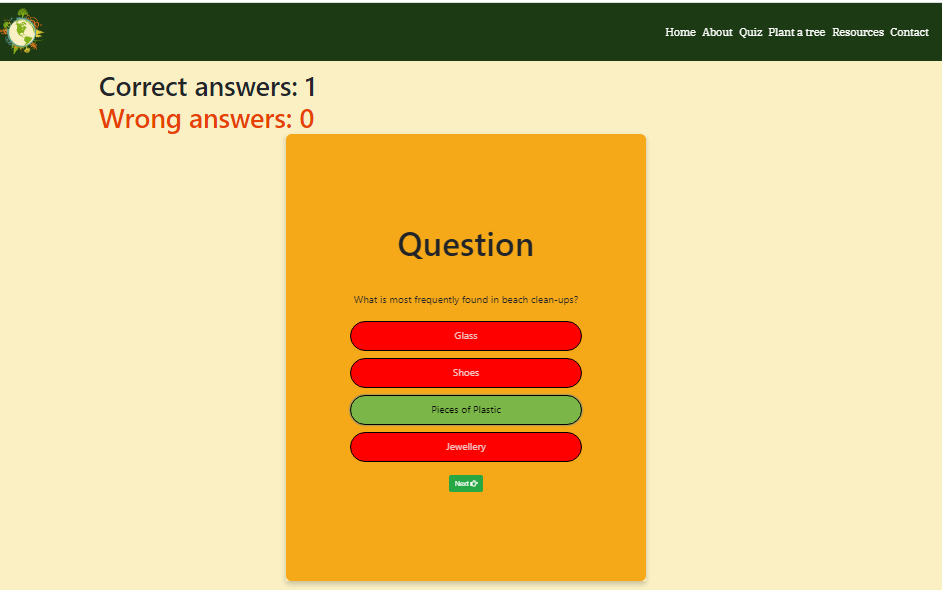 Home About Quiz Plant a tree Resources Contact
Correct answers: 1
Wrong answers: 0
Question
What is most frequently found in beach clean-ups?
Glass
Shoes
Pieces of Plastic
Jewellery
Next